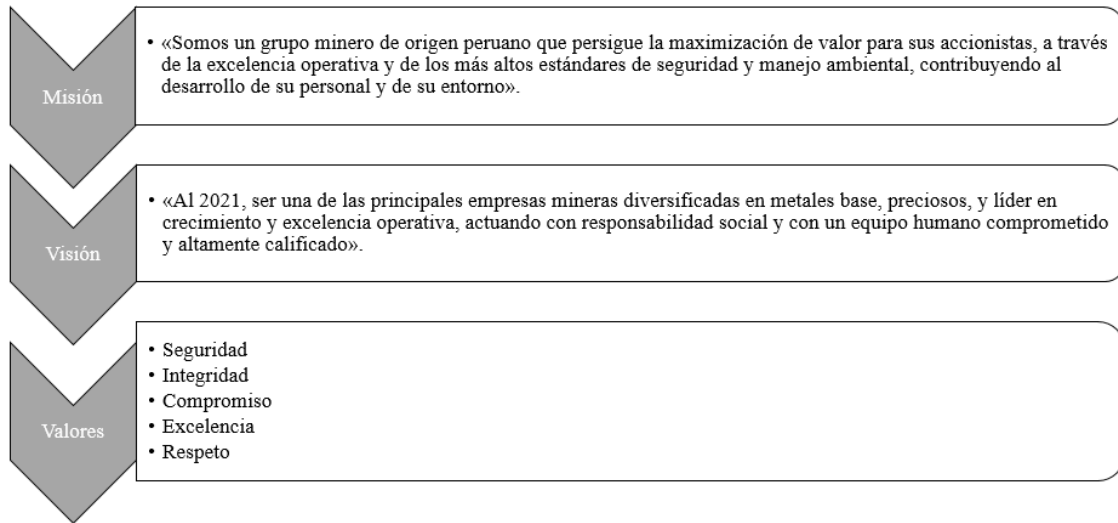 Misión
• «Somos un grupo minero de origen peruano que persigue la maximización de valor para sus accionistas, a través
de la excelencia operativa y de los más altos estándares de seguridad y manejo ambiental, contribuyendo al
desarrollo de su personal y de su entorno».
Visión
• «Al 2021, ser una de las principales empresas mineras diversificadas en metales base, preciosos, y líder en
crecimiento y excelencia operativa, actuando con responsabilidad social y con un equipo humano comprometido
y altamente calificado».
Valores
• Seguridad
• Integridad
• Compromiso
• Excelencia
• Respeto